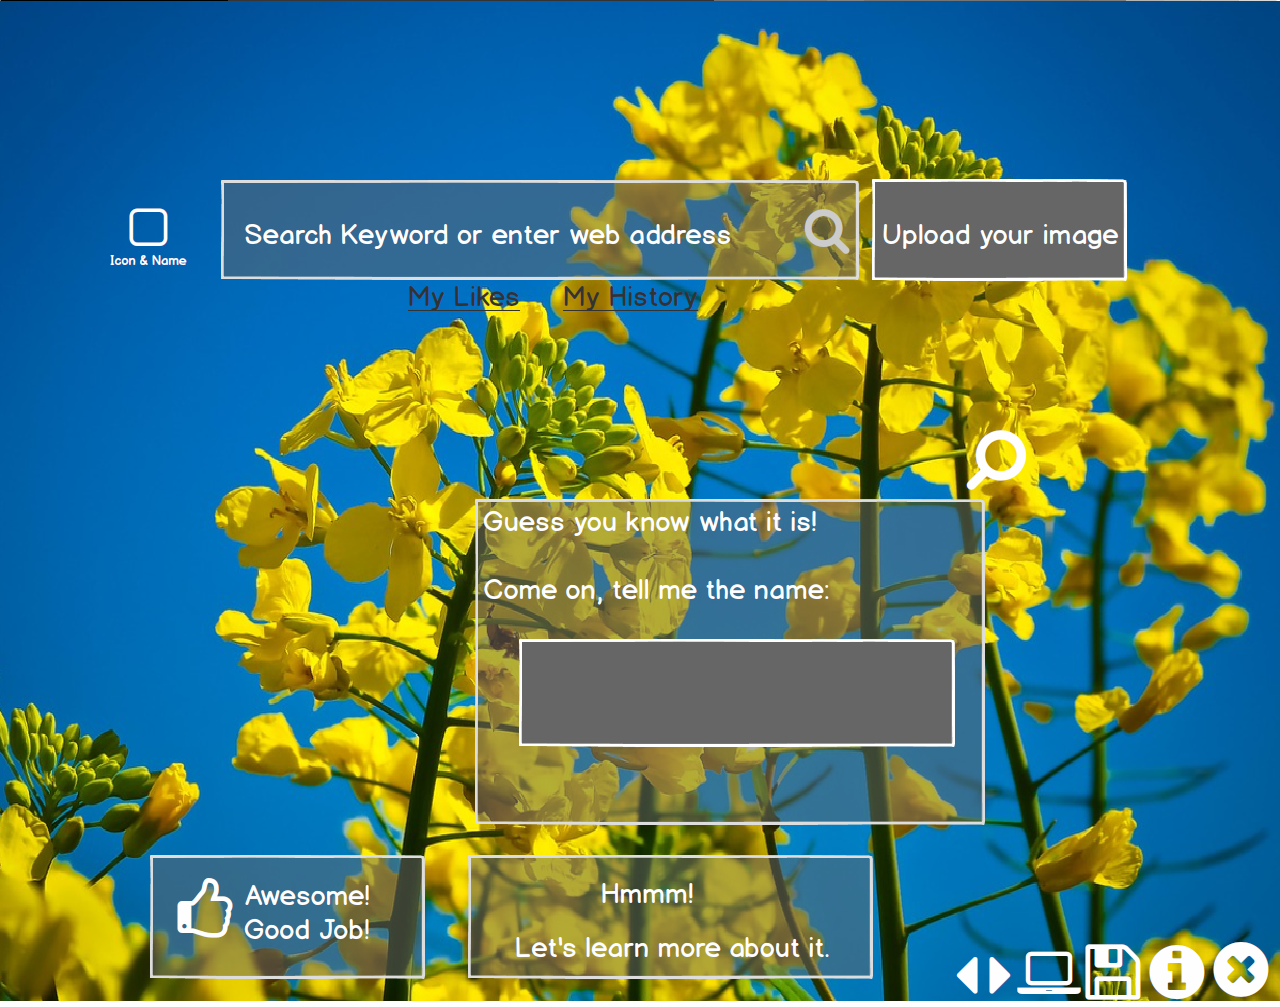 Search Keyword or enter web address
Upload your image
Icon & Name
My Likes
My History
Guess you know what it is!
Come on, tell me the name:
Awesome!
Good Job!
Hmmm!
Let's learn more about it.